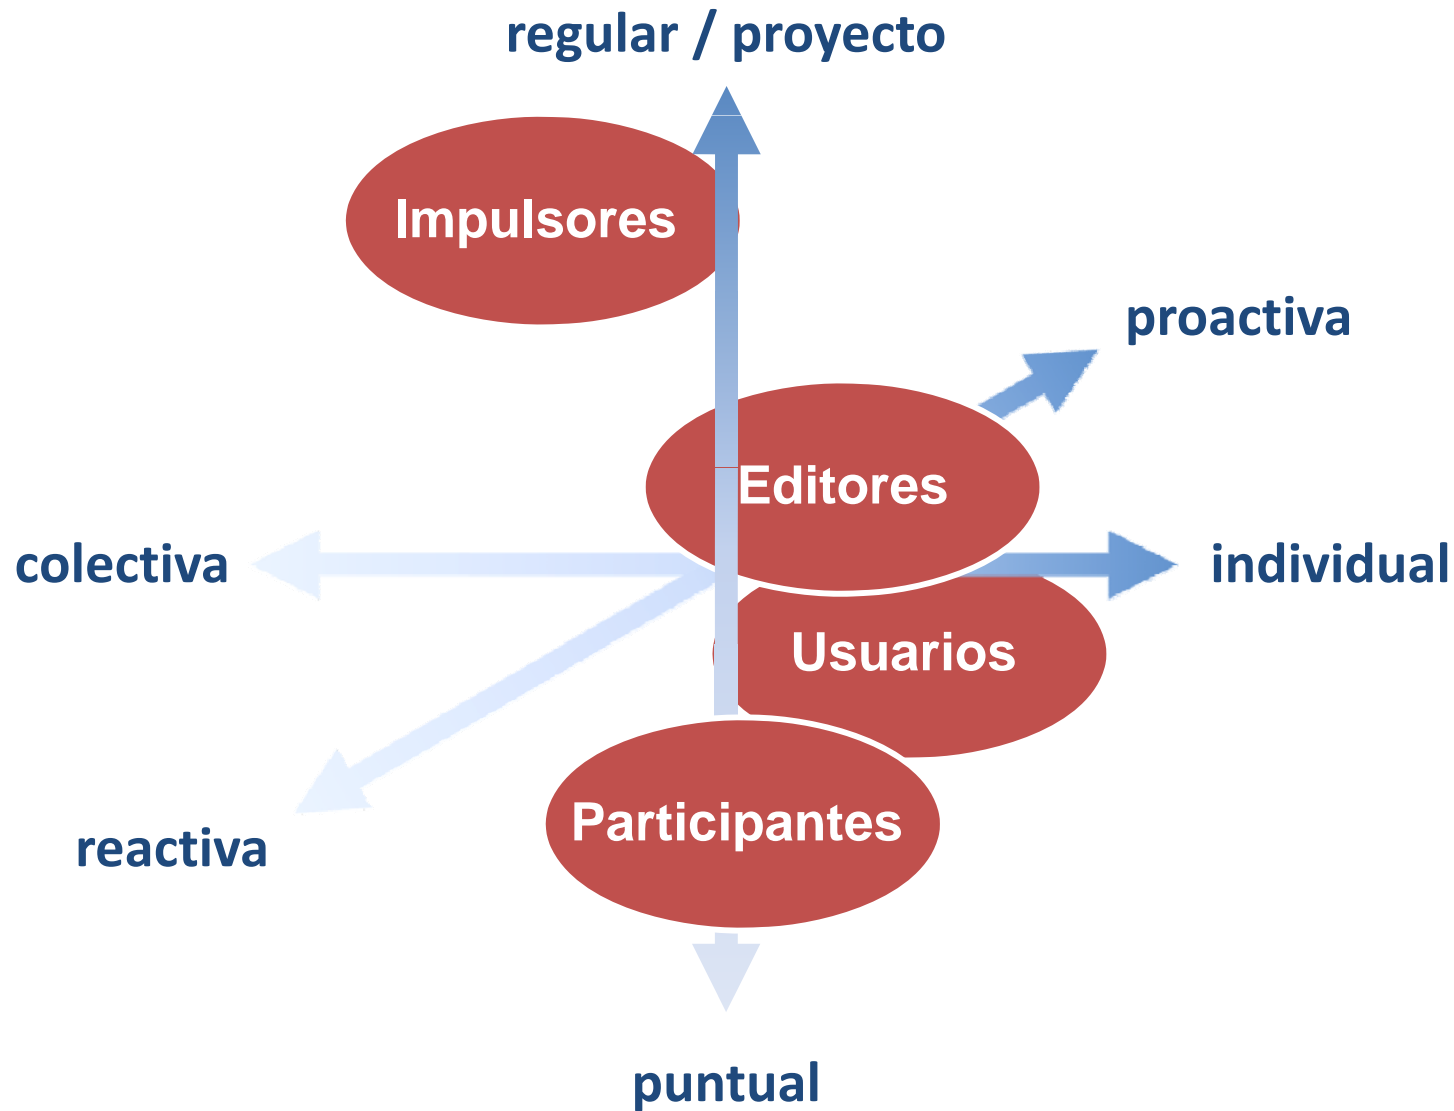 regular / proyecto
Impulsores
proactiva
Editores
colectiva
individual
Usuarios
Participantes
reactiva
puntual